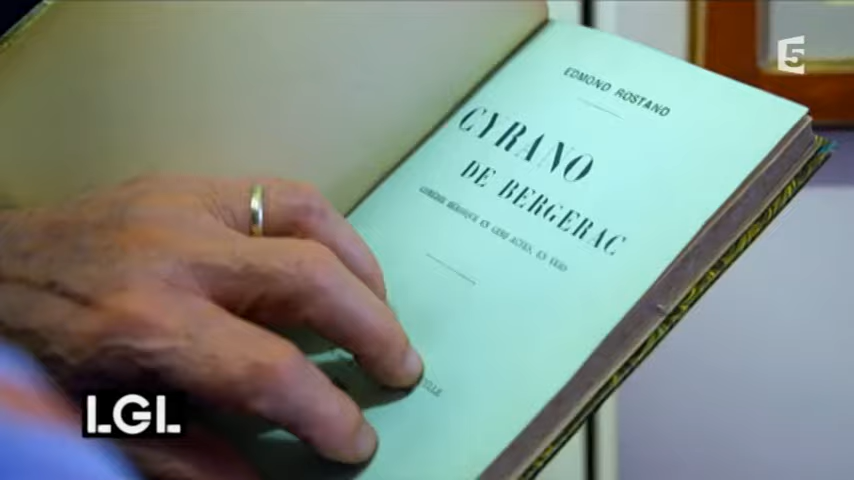 5
EDMOND ROSTAND
CYRANO
DE BERGERAC
COMÉDIE HÉROÏQUE EN CINQ ACTES, EN VERS
LGL